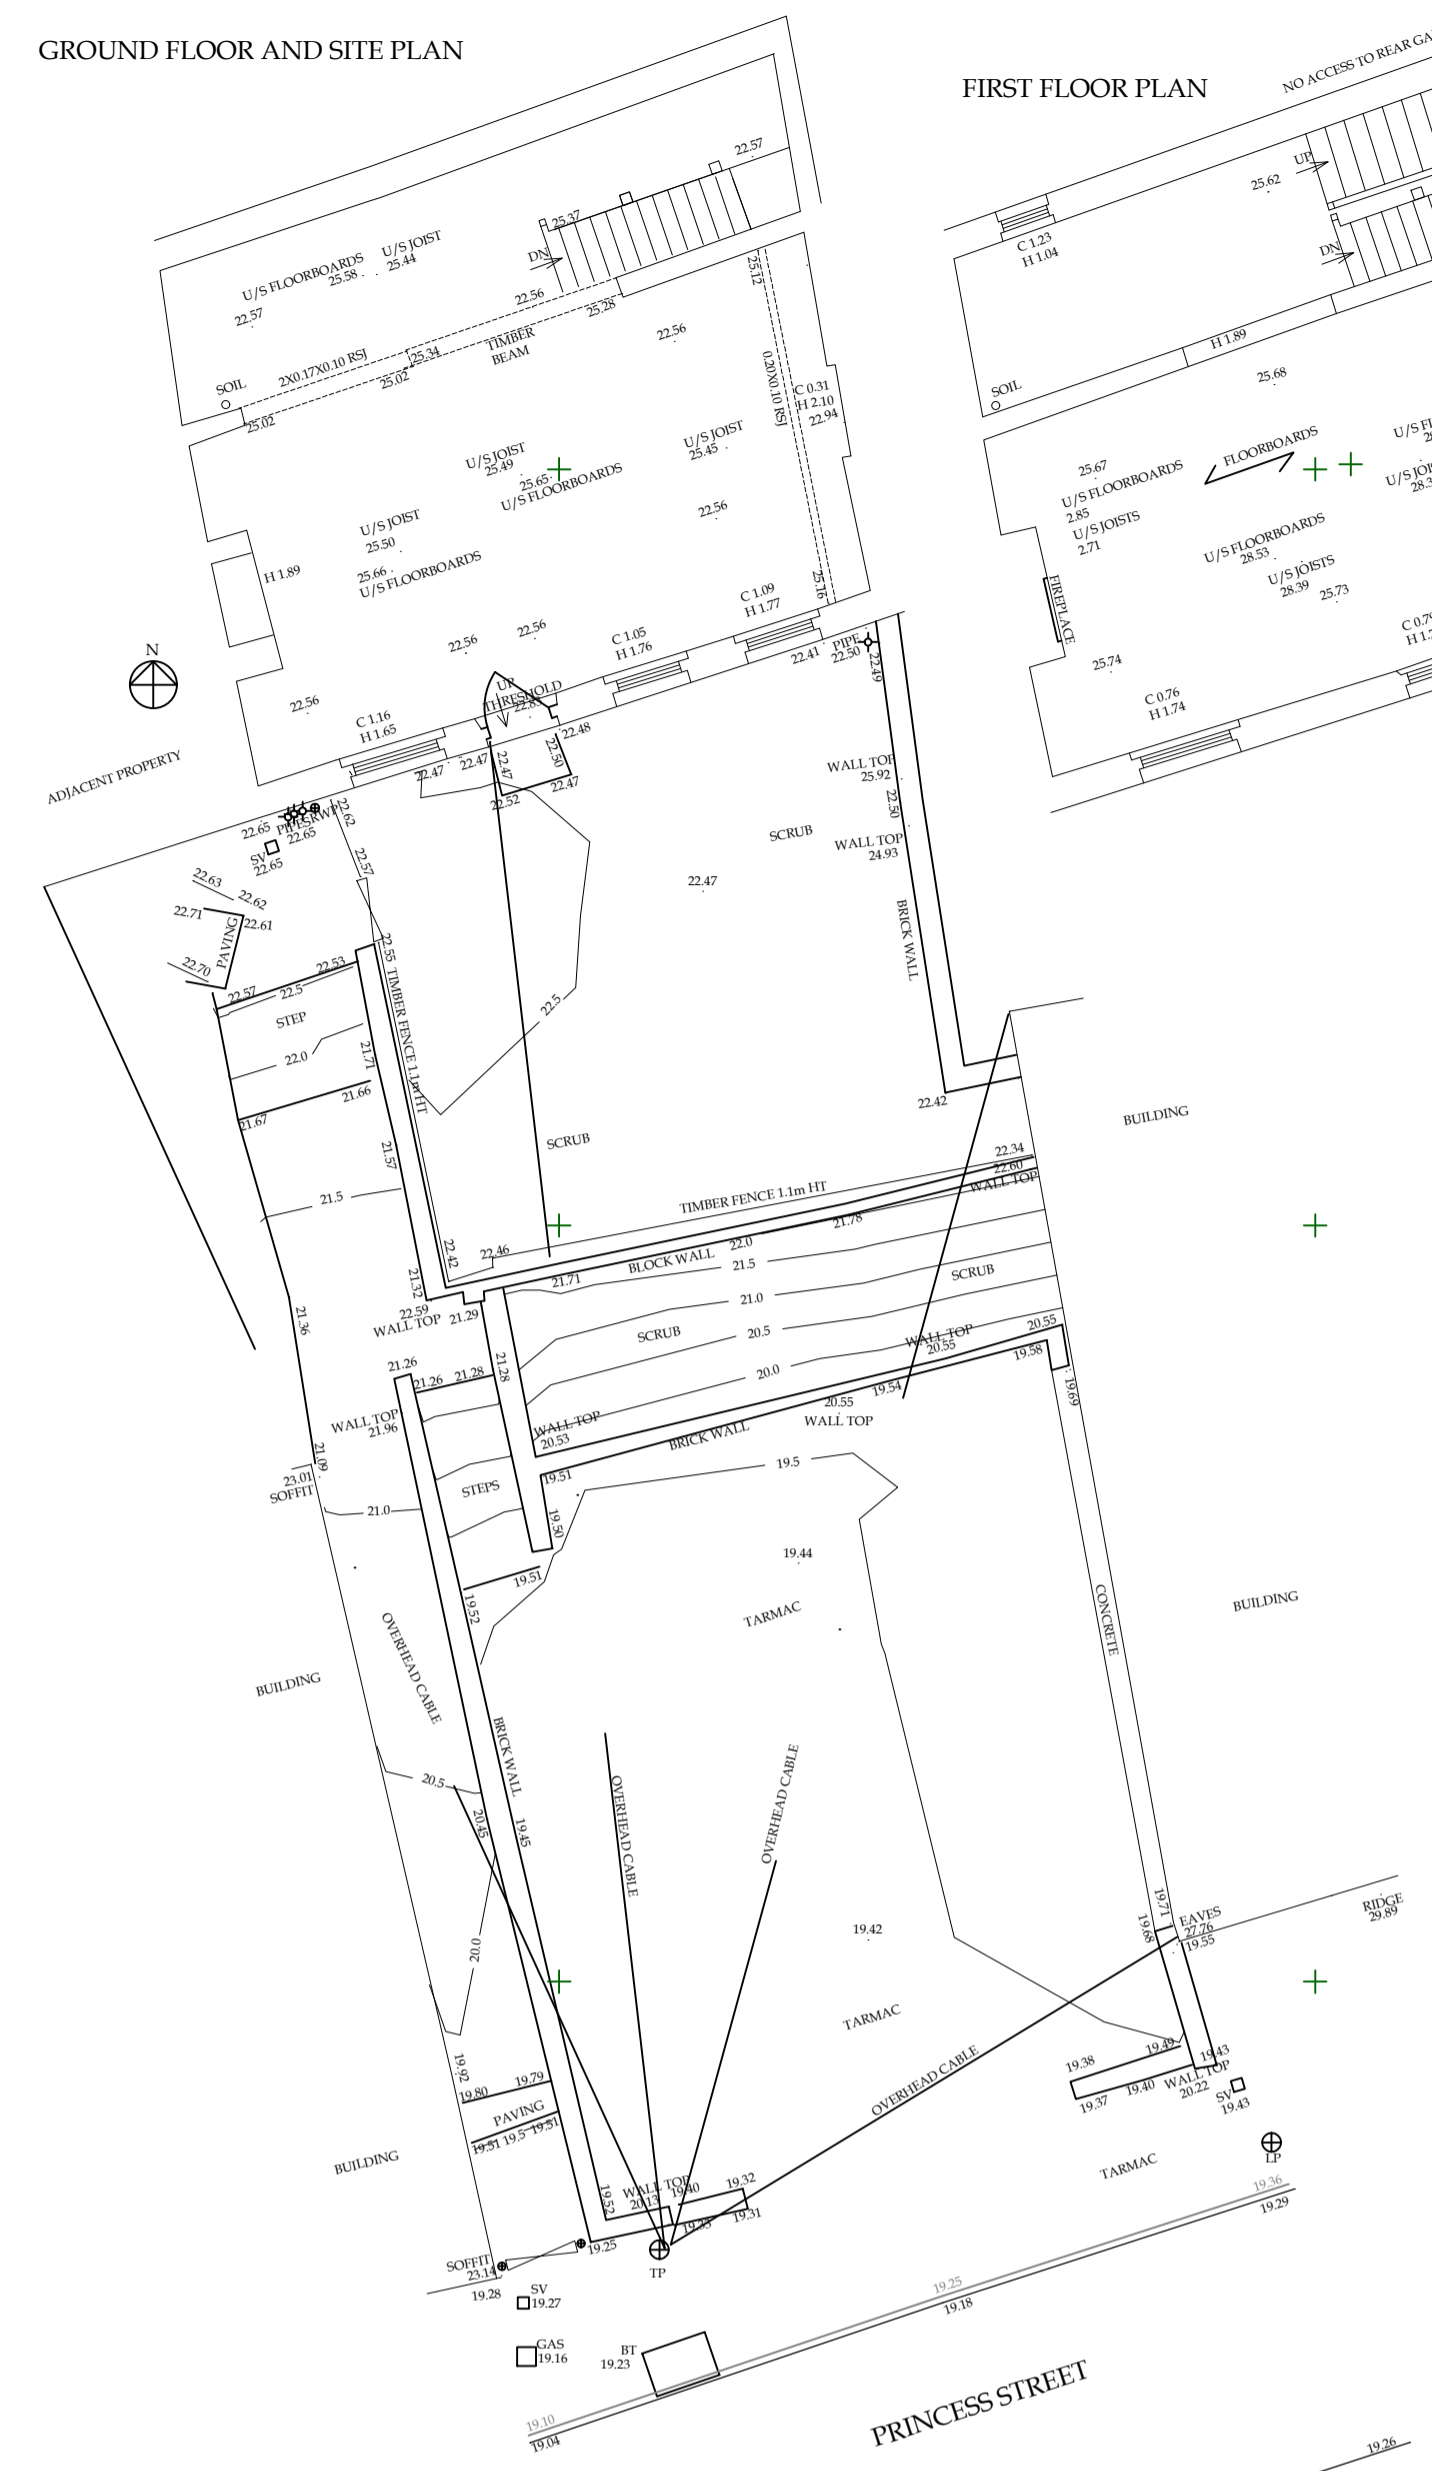 GROUND FLOOR AND SITE PLAN
FIRST FLOOR PLAN
NO ACCESS TO REAR GA
22.57
25.37
DN
U/S FLOORBOARDS
25.58
U/S JOIST
25.44
22.57
22.56
25.28
25.12
22.56
TIMBER
BEAM
25.34
2X0.17X0.10 RSJ
25.02
SOIL
25.02
0.20X0.10 RSJ
C 0.31
H 2.10
22.94
U/S JOIST
25.45
U/S JOIST
25.49
25.65
U/S FLOORBOARDS
22.56
U/S JOIST
25.50
25.66
U/S FLOORBOARDS
H 1.89
25.16
C 1.09
H 1.77
22.56
22.56
C 1.05
H 1.76
22.41
PIPE
22.50
22.49
N
22.56
UP
THRESHOLD
C 1.16
H 1.65
22.48
22.47
22.47
22.47
22.50
22.47
22.52
ADJACENT PROPERTY
UP
25.62
C 1.23
H 1.04
DN
H 1.89
25.68
SOIL
FLOORBOARDS
25.67
U/S FLOORBOARDS
2.85
U/S JOISTS
2.71
U/S FLOORBOARDS
28.53
U/S JOISTS
28.39
25.73
FIREPLACE
25.74
C 0.76
H 1.74
22.65
PIPES
RWP
22.65
22.62
SV
22.65
22.57
22.63
22.62
22.71
22.61
PAVING
22.70
22.57
22.53
22.5
STEP
22.0
22.55
TIMBER FENCE 1.1m HT
21.71
21.66
21.67
21.57
21.5
WALL TOP
25.92
22.50
SCRUB
WALL TOP
24.93
22.47
BRICK WALL
22.5
22.42
BUILDING
SCRUB
22.34
22.60
WALL TOP
TIMBER FENCE 1.1m HT
22.46
22.42
21.78
22.0
BLOCK WALL
21.71
21.5
SCRUB
21.0
20.5
SCRUB
20.0
21.32
22.59
WALL TOP
21.29
21.36
21.28
21.26
21.26
21.28
WALL TOP
21.96
WALL TOP
20.53
WALL TOP
20.55
20.55
19.58
19.54
19.69
20.55
WALL TOP
BRICK WALL
21.09
23.01
SOFFIT
STEPS
19.51
19.5
21.0
19.50
19.44
19.51
19.52
TARMAC
CONCRETE
BUILDING
OVERHEAD CABLE
BUILDING
BRICK WALL
20.5
20.45
19.45
OVERHEAD CABLE
OVERHEAD CABLE
20.0
19.42
TARMAC
19.71
19.68
EAVES
27.76
19.55
RIDGE
29.89
19.92
19.79
19.80
PAVING
19.51
19.5
19.51
BUILDING
OVERHEAD CABLE
19.38
19.49
19.43
WALL TOP
20.22
19.40
19.37
SV
19.43
LP
TARMAC
19.52
WALL TOP
20.13
19.40
19.32
19.31
19.33
19.25
TP
SOFFIT
23.14
19.28
SV
19.27
GAS
19.16
BT
19.23
19.36
19.29
19.25
19.18
19.10
19.04
PRINCESS STREET
19.26